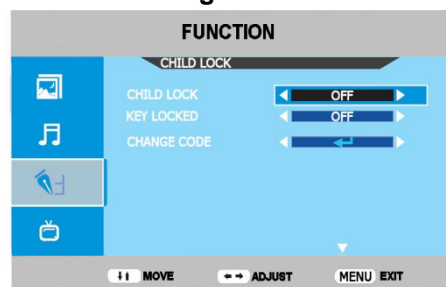 FUNCTION
CHILD LOCK
CHILD LOCK OFF
KEY LOCKED OFF
CHANGE CODE
MOVE ADJUST MENU EXIT